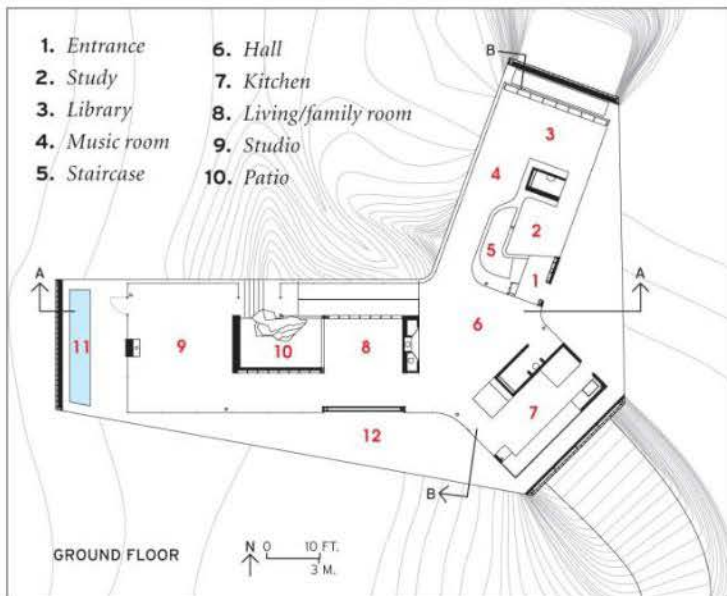 1. Entrance
2. Study
3. Library
4. Music room
5. Staircase
6. Hall
7. Kitchen
8. Living/family room
9. Studio
10. Patio
B
3
4
2
5
1
A
A
6
11
9
10
8
7
12
B
GROUND FLOOR
N 0 10 FT.
3 M.